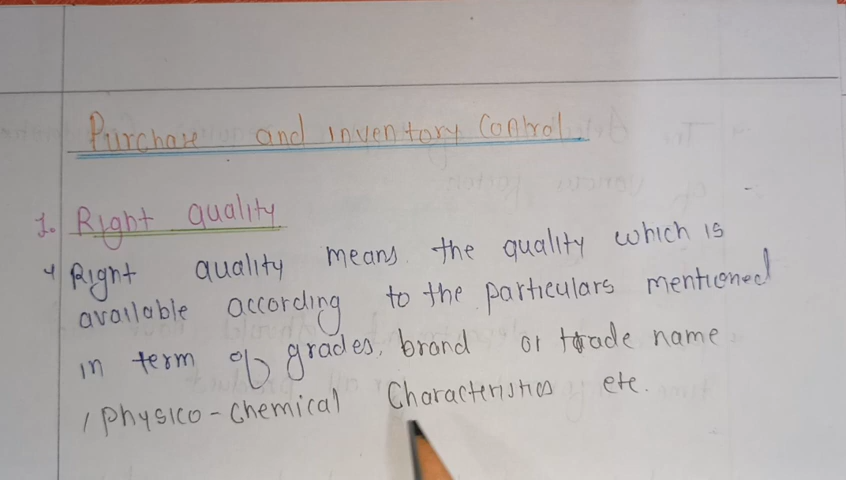 Purchase and Inventory Control.
1. Right quality
Right quality means the quality which is
available according to the particulars mentioned
in term of grades, brand or trade name
/ physico-chemical Characteristics etc.